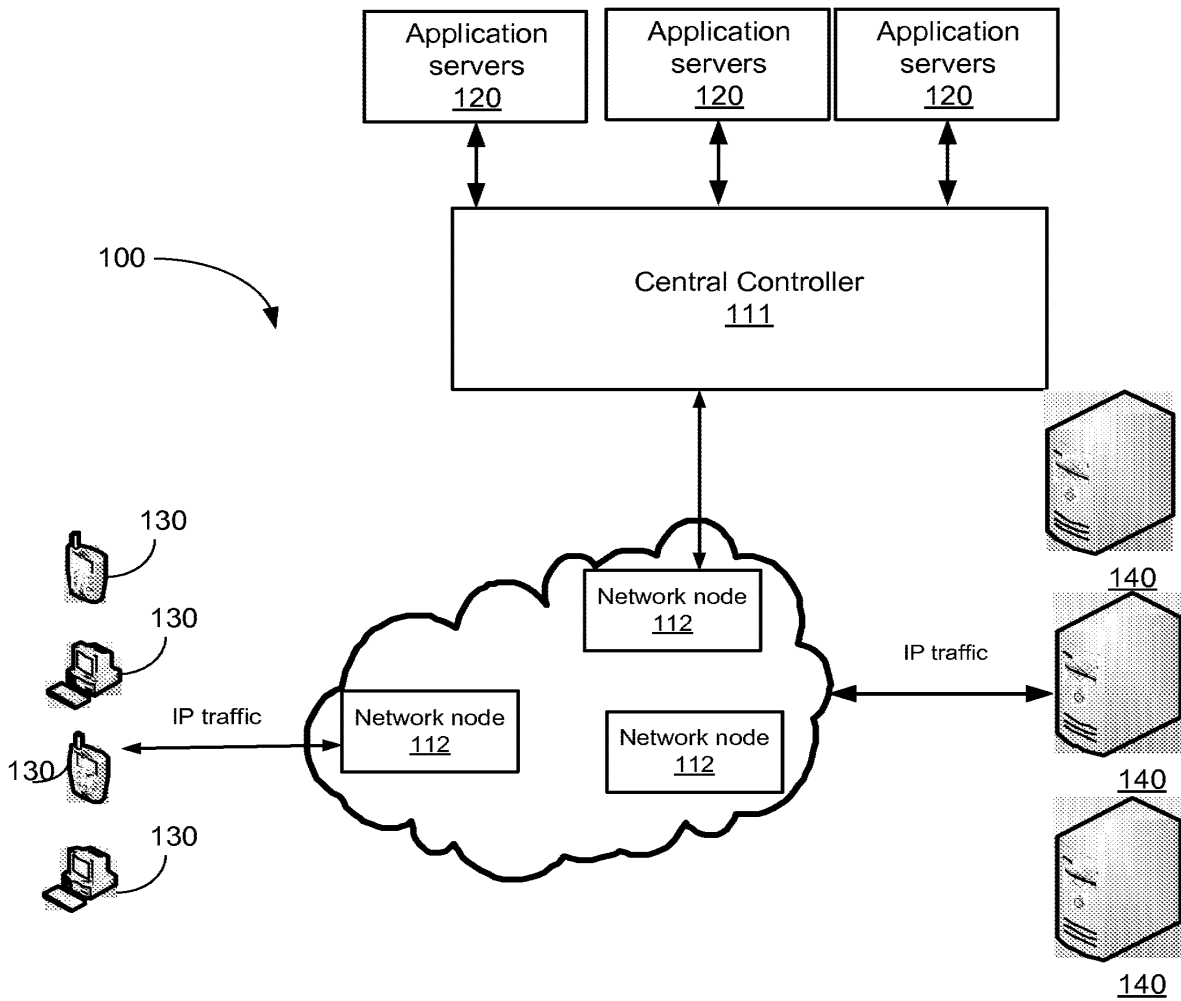 Application
servers
120
Application
servers
120
Application
servers
120
100
Central Controller
111
130
140
Network node
112
130
IP traffic
IP traffic
Network node
112
Network node
112
130
140
130
140